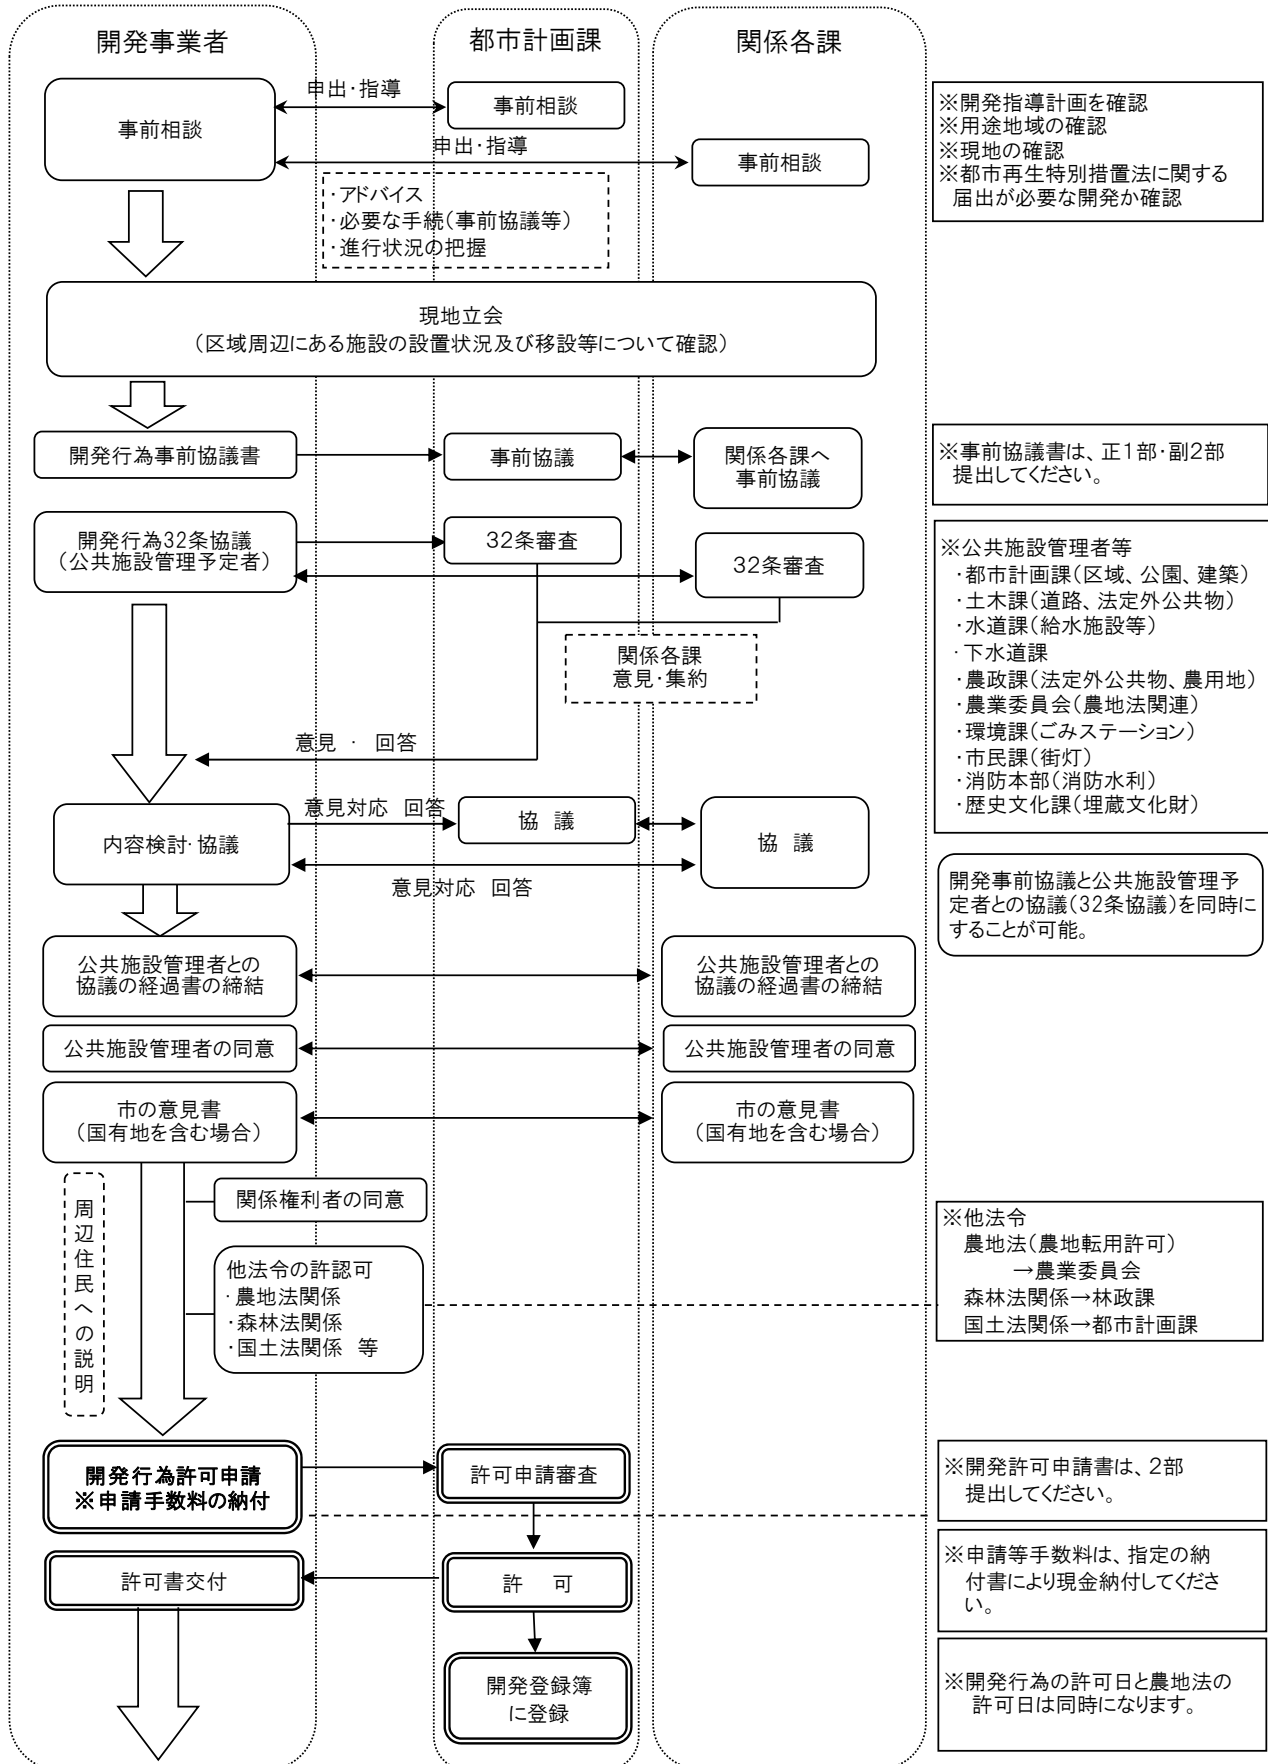 開発事業者
都市計画課
関係各課
事前相談
申出・指導
事前相談
申出・指導
事前相談
※開発指導計画を確認
※用途地域の確認
※現地の確認
※都市再生特別措置法に関する
届出が必要な開発か確認
・アドバイス
・必要な手続（事前協議等）
・進行状況の把握
現地立会
（区域周辺にある施設の設置状況及び移設等について確認）
開発行為事前協議書
事前協議
関係各課へ
事前協議
※事前協議書は、正１部・副２部
提出してください。
開発行為32条協議
（公共施設管理予定者）
32条審査
32条審査
※公共施設管理者等
・都市計画課（区域、公園、建築）
・土木課（道路、法定外公共物）
・水道課（給水施設等）
・下水道課
・農政課（法定外公共物、農用地）
・農業委員会（農地法関連）
・環境課（ごみステーション）
・市民課（街灯）
・消防本部（消防水利）
・歴史文化課（埋蔵文化財）
関係各課
意見・集約
意見 ・ 回答
内容検討・協議
意見対応 回答
協 議
協 議
意見対応 回答
開発事前協議と公共施設管理予
定者との協議（32条協議）を同時に
することが可能。
公共施設管理者との
協議の経過書の締結
公共施設管理者との
協議の経過書の締結
公共施設管理者の同意
公共施設管理者の同意
市の意見書
（国有地を含む場合）
市の意見書
（国有地を含む場合）
周辺住民への説明
関係権利者の同意
他法令の許認可
・農地法関係
・森林法関係
・国土法関係 等
※他法令
農地法（農地転用許可）
→農業委員会
森林法関係→林政課
国土法関係→都市計画課
開発行為許可申請
※申請手数料の納付
許可申請審査
※開発許可申請書は、2部
提出してください。
許可書交付
許 可
※申請等手数料は、指定の納
付書により現金納付してくださ
い。
開発登録簿
に登録
※開発行為の許可日と農地法の
許可日は同時になります。